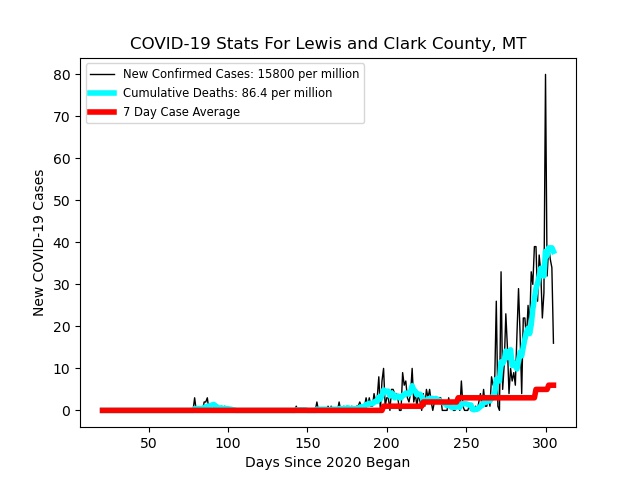 COVID-19 Stats For Lewis and Clark County, MT
New Confirmed Cases: 15800 per million
Cumulative Deaths: 86.4 per million
7 Day Case Average
80
70
60
50
40
30
20
10
0
New COVID-19 Cases
50 100 150 200 250 300
Days Since 2020 Began